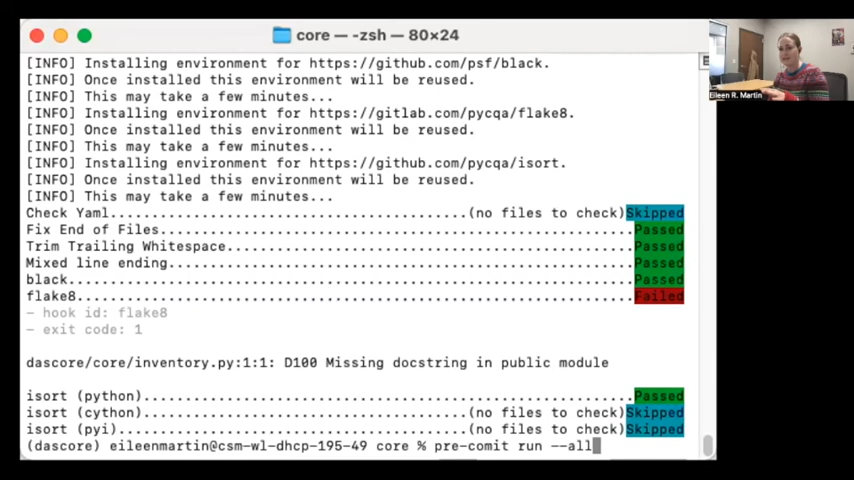 core — -zsh — 80×24
[INFO] Installing environment for https://github.com/psf/black.
[INFO] Once installed this environment will be reused.
[INFO] This may take a few minutes...
[INFO] Installing environment for https://gitlab.com/pycqa/flake8.
[INFO] Once installed this environment will be reused.
[INFO] This may take a few minutes...
[INFO] Installing environment for https://github.com/pycqa/isort.
[INFO] Once installed this environment will be reused.
[INFO] This may take a few minutes...
Check Yaml...........................................(no files to check)Skipped
Fix End of Files.........................................................Passed
Trim Trailing Whitespace.................................................Passed
Mixed line ending........................................................Passed
black....................................................................Passed
flake8...................................................................Failed
- hook id: flake8
- exit code: 1
dascore/core/inventory.py:1:1: D100 Missing docstring in public module
isort (python)...........................................................Passed
isort (cython).......................................(no files to check)Skipped
isort (pyi)..........................................(no files to check)Skipped
(dascore) eileenmartin@csm-wl-dhcp-195-49 core % pre-comit run --all
Eileen R. Martin